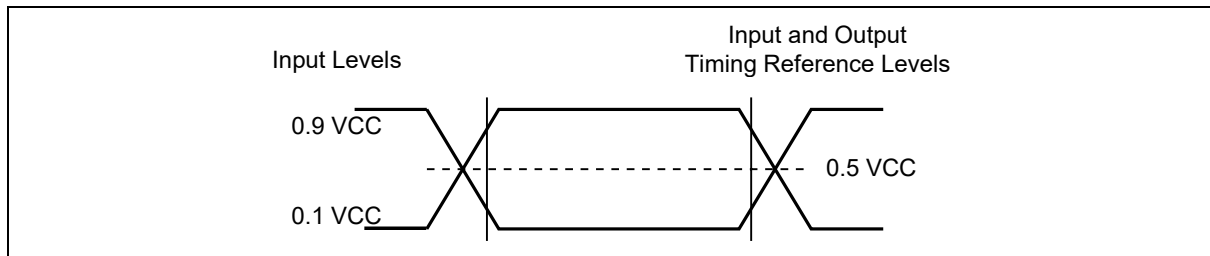 Input Levels
Input and Output
Timing Reference Levels
0.9 VCC
0.5 VCC
0.1 VCC